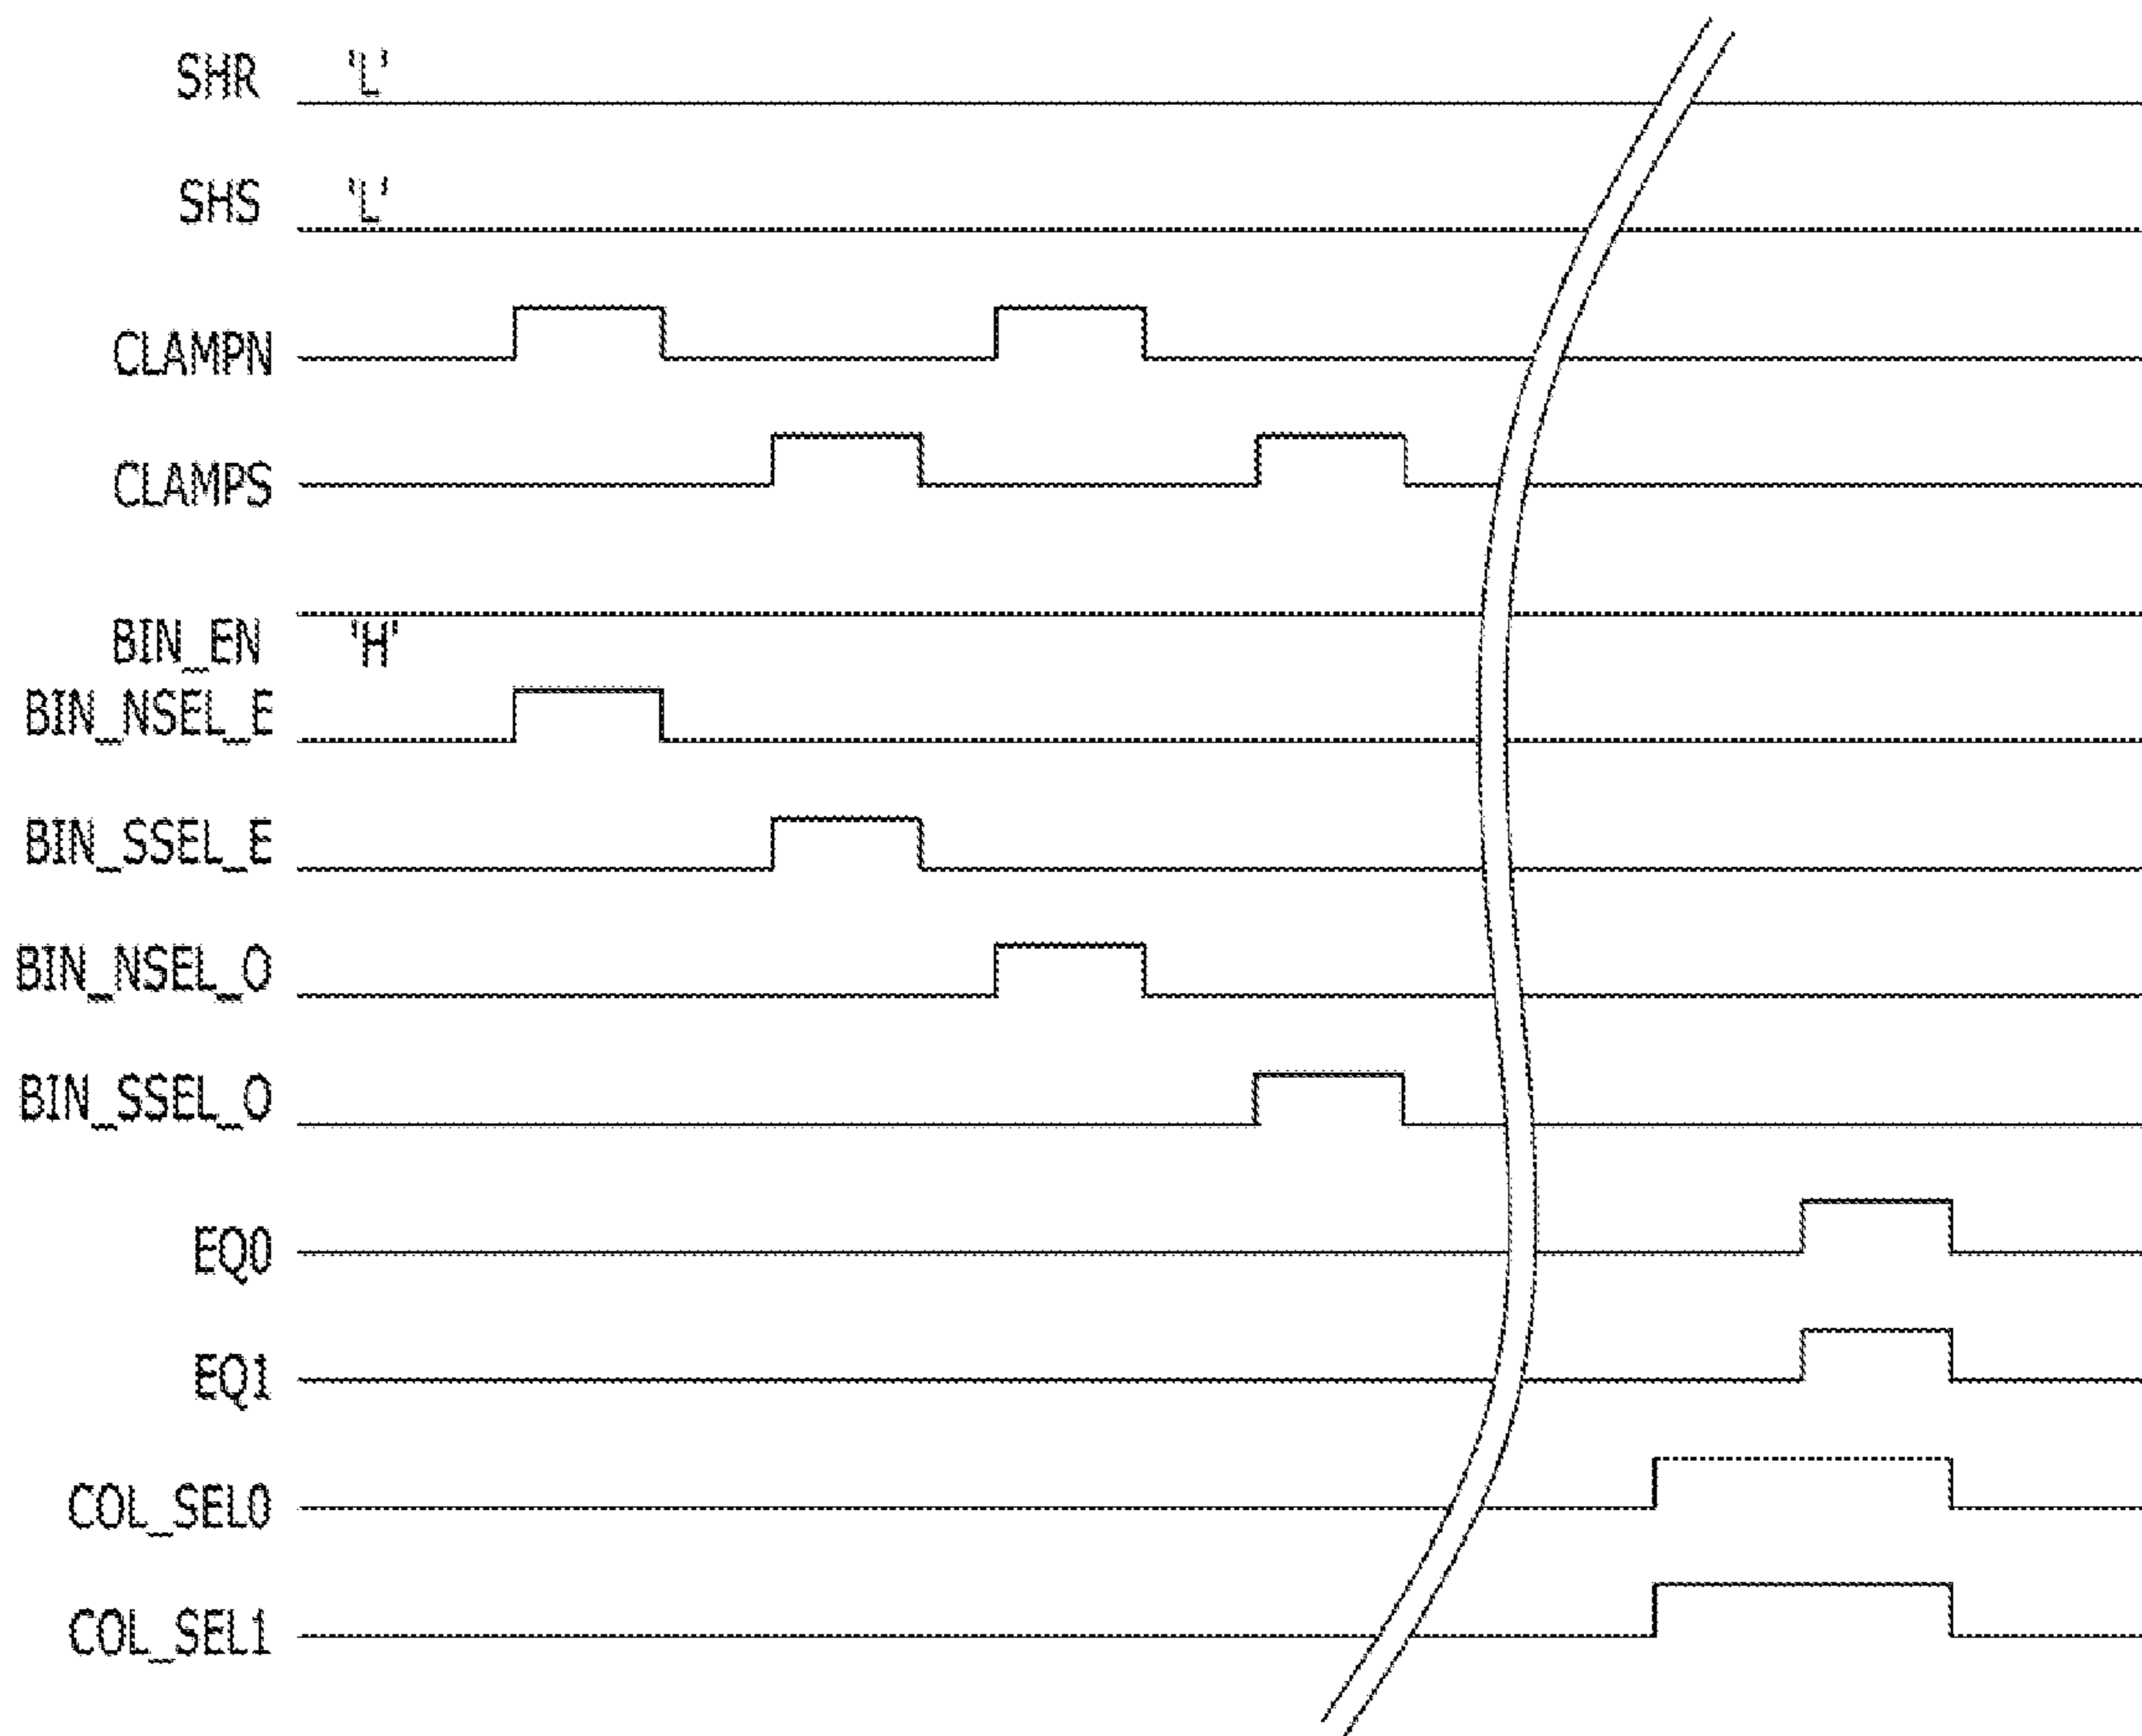 SHR 'L'
SHS 'L'
CLAMPN
CLAMPS
BIN_EN 'H'
BIN_NSEL_E
BIN_SSEL_E
BIN_NSEL_O
BIN_SSEL_O
EQ0
EQ1
COL_SEL0
COL_SEL1